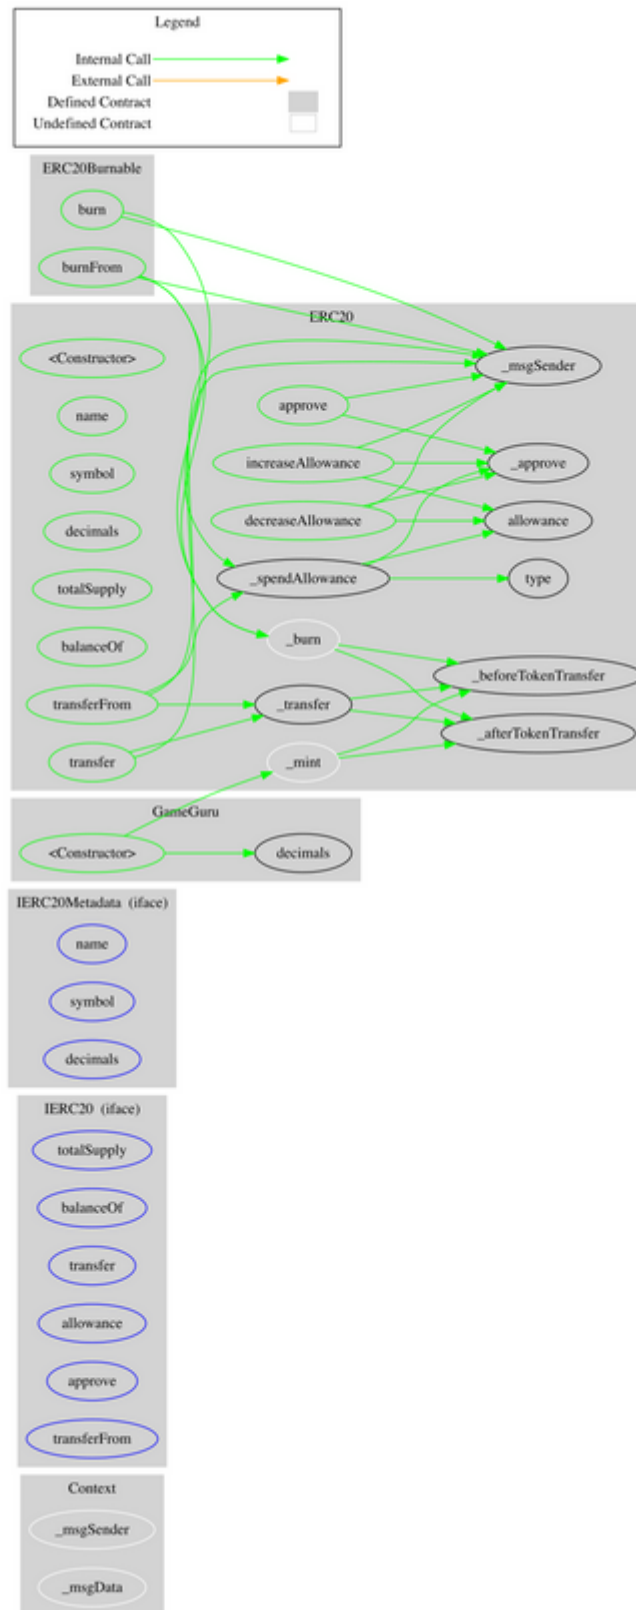 Legend
Internal Call
External Call
Defined Contract
Undefined Contract
ERC20Burnable
burn
burnFrom
ERC20
<Constructor>
_msgSender
name
approve
symbol
increaseAllowance
_approve
decimals
decreaseAllowance
allowance
totalSupply
_spendAllowance
type
balanceOf
_burn
_beforeTokenTransfer
transferFrom
_transfer
_afterTokenTransfer
transfer
_mint
GameGuru
<Constructor>
decimals
IERC20Metadata (iface)
name
symbol
decimals
IERC20 (iface)
totalSupply
balanceOf
transfer
allowance
approve
transferFrom
Context
_msgSender
_msgData